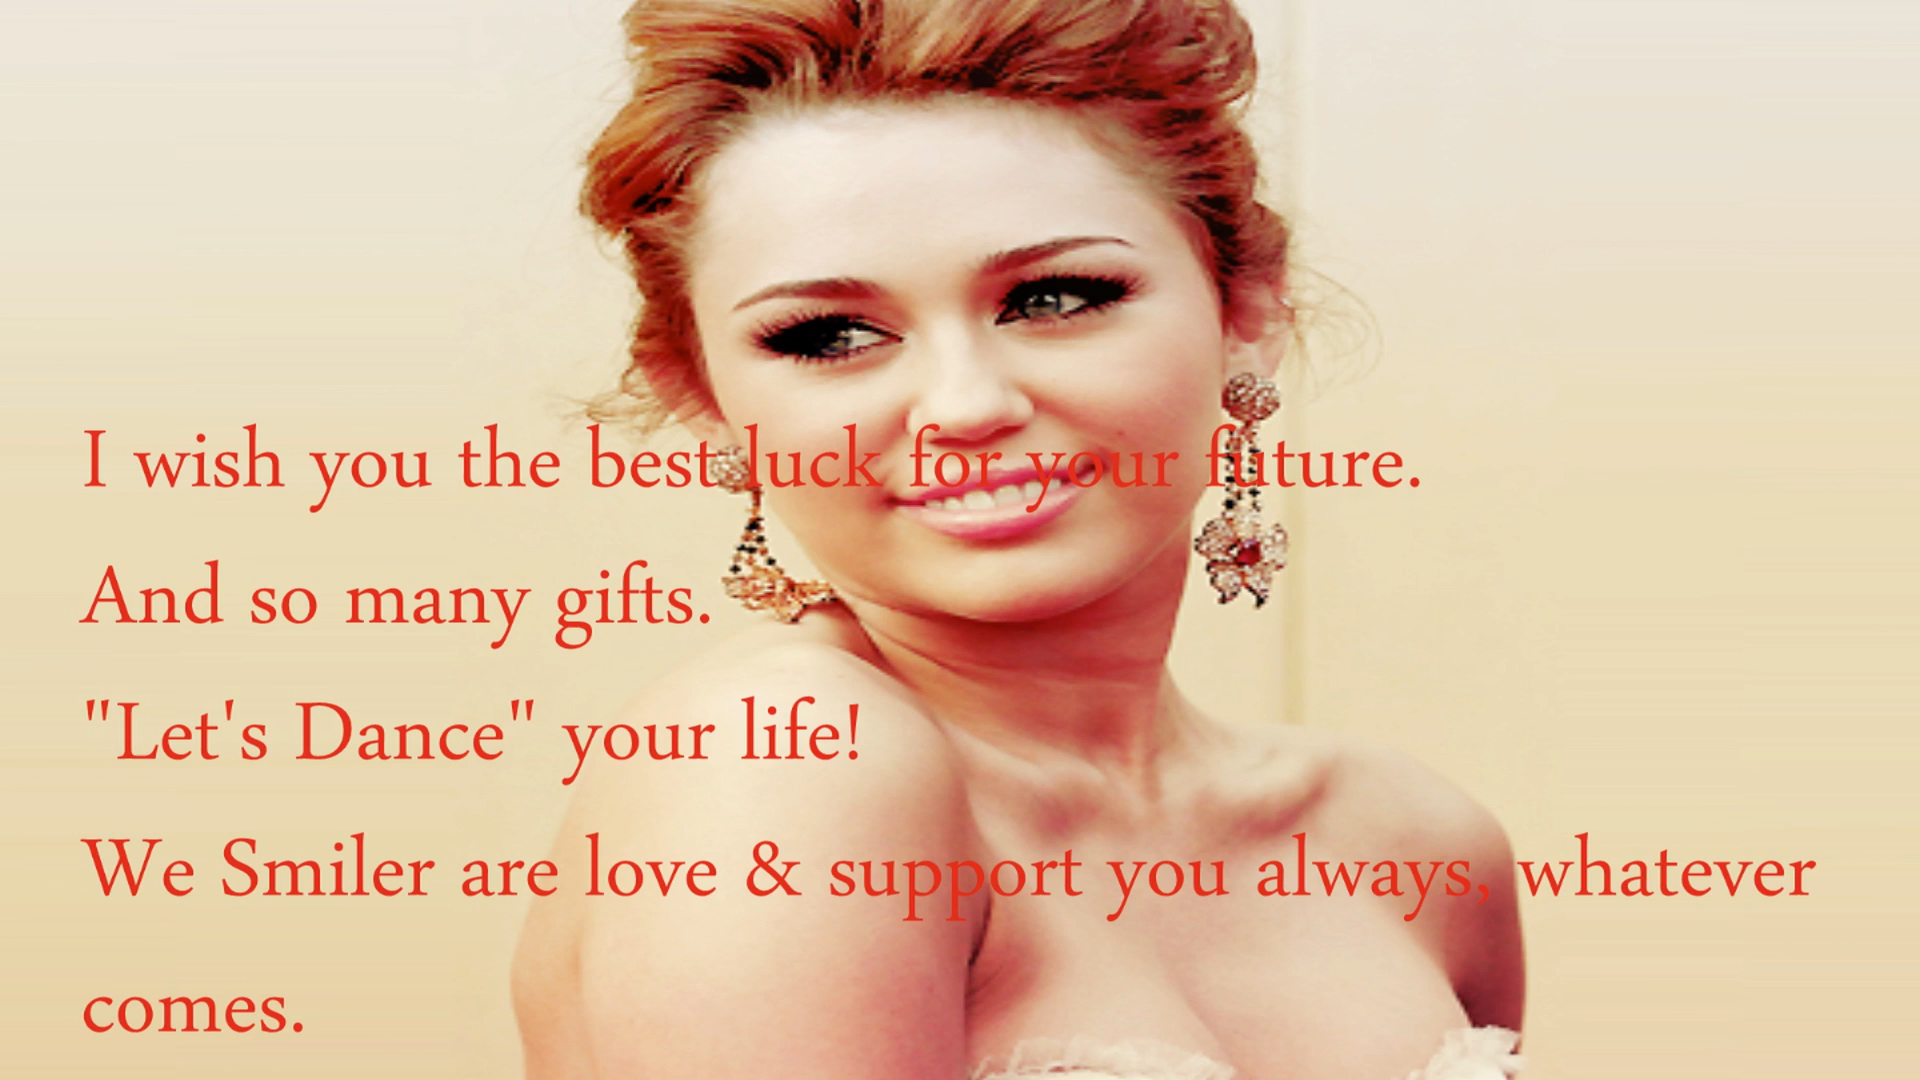 I wish you the best luck for your future.
And so many gifts.
"Let's Dance" your life!
We Smiler are love & support you always, whatever
comes.